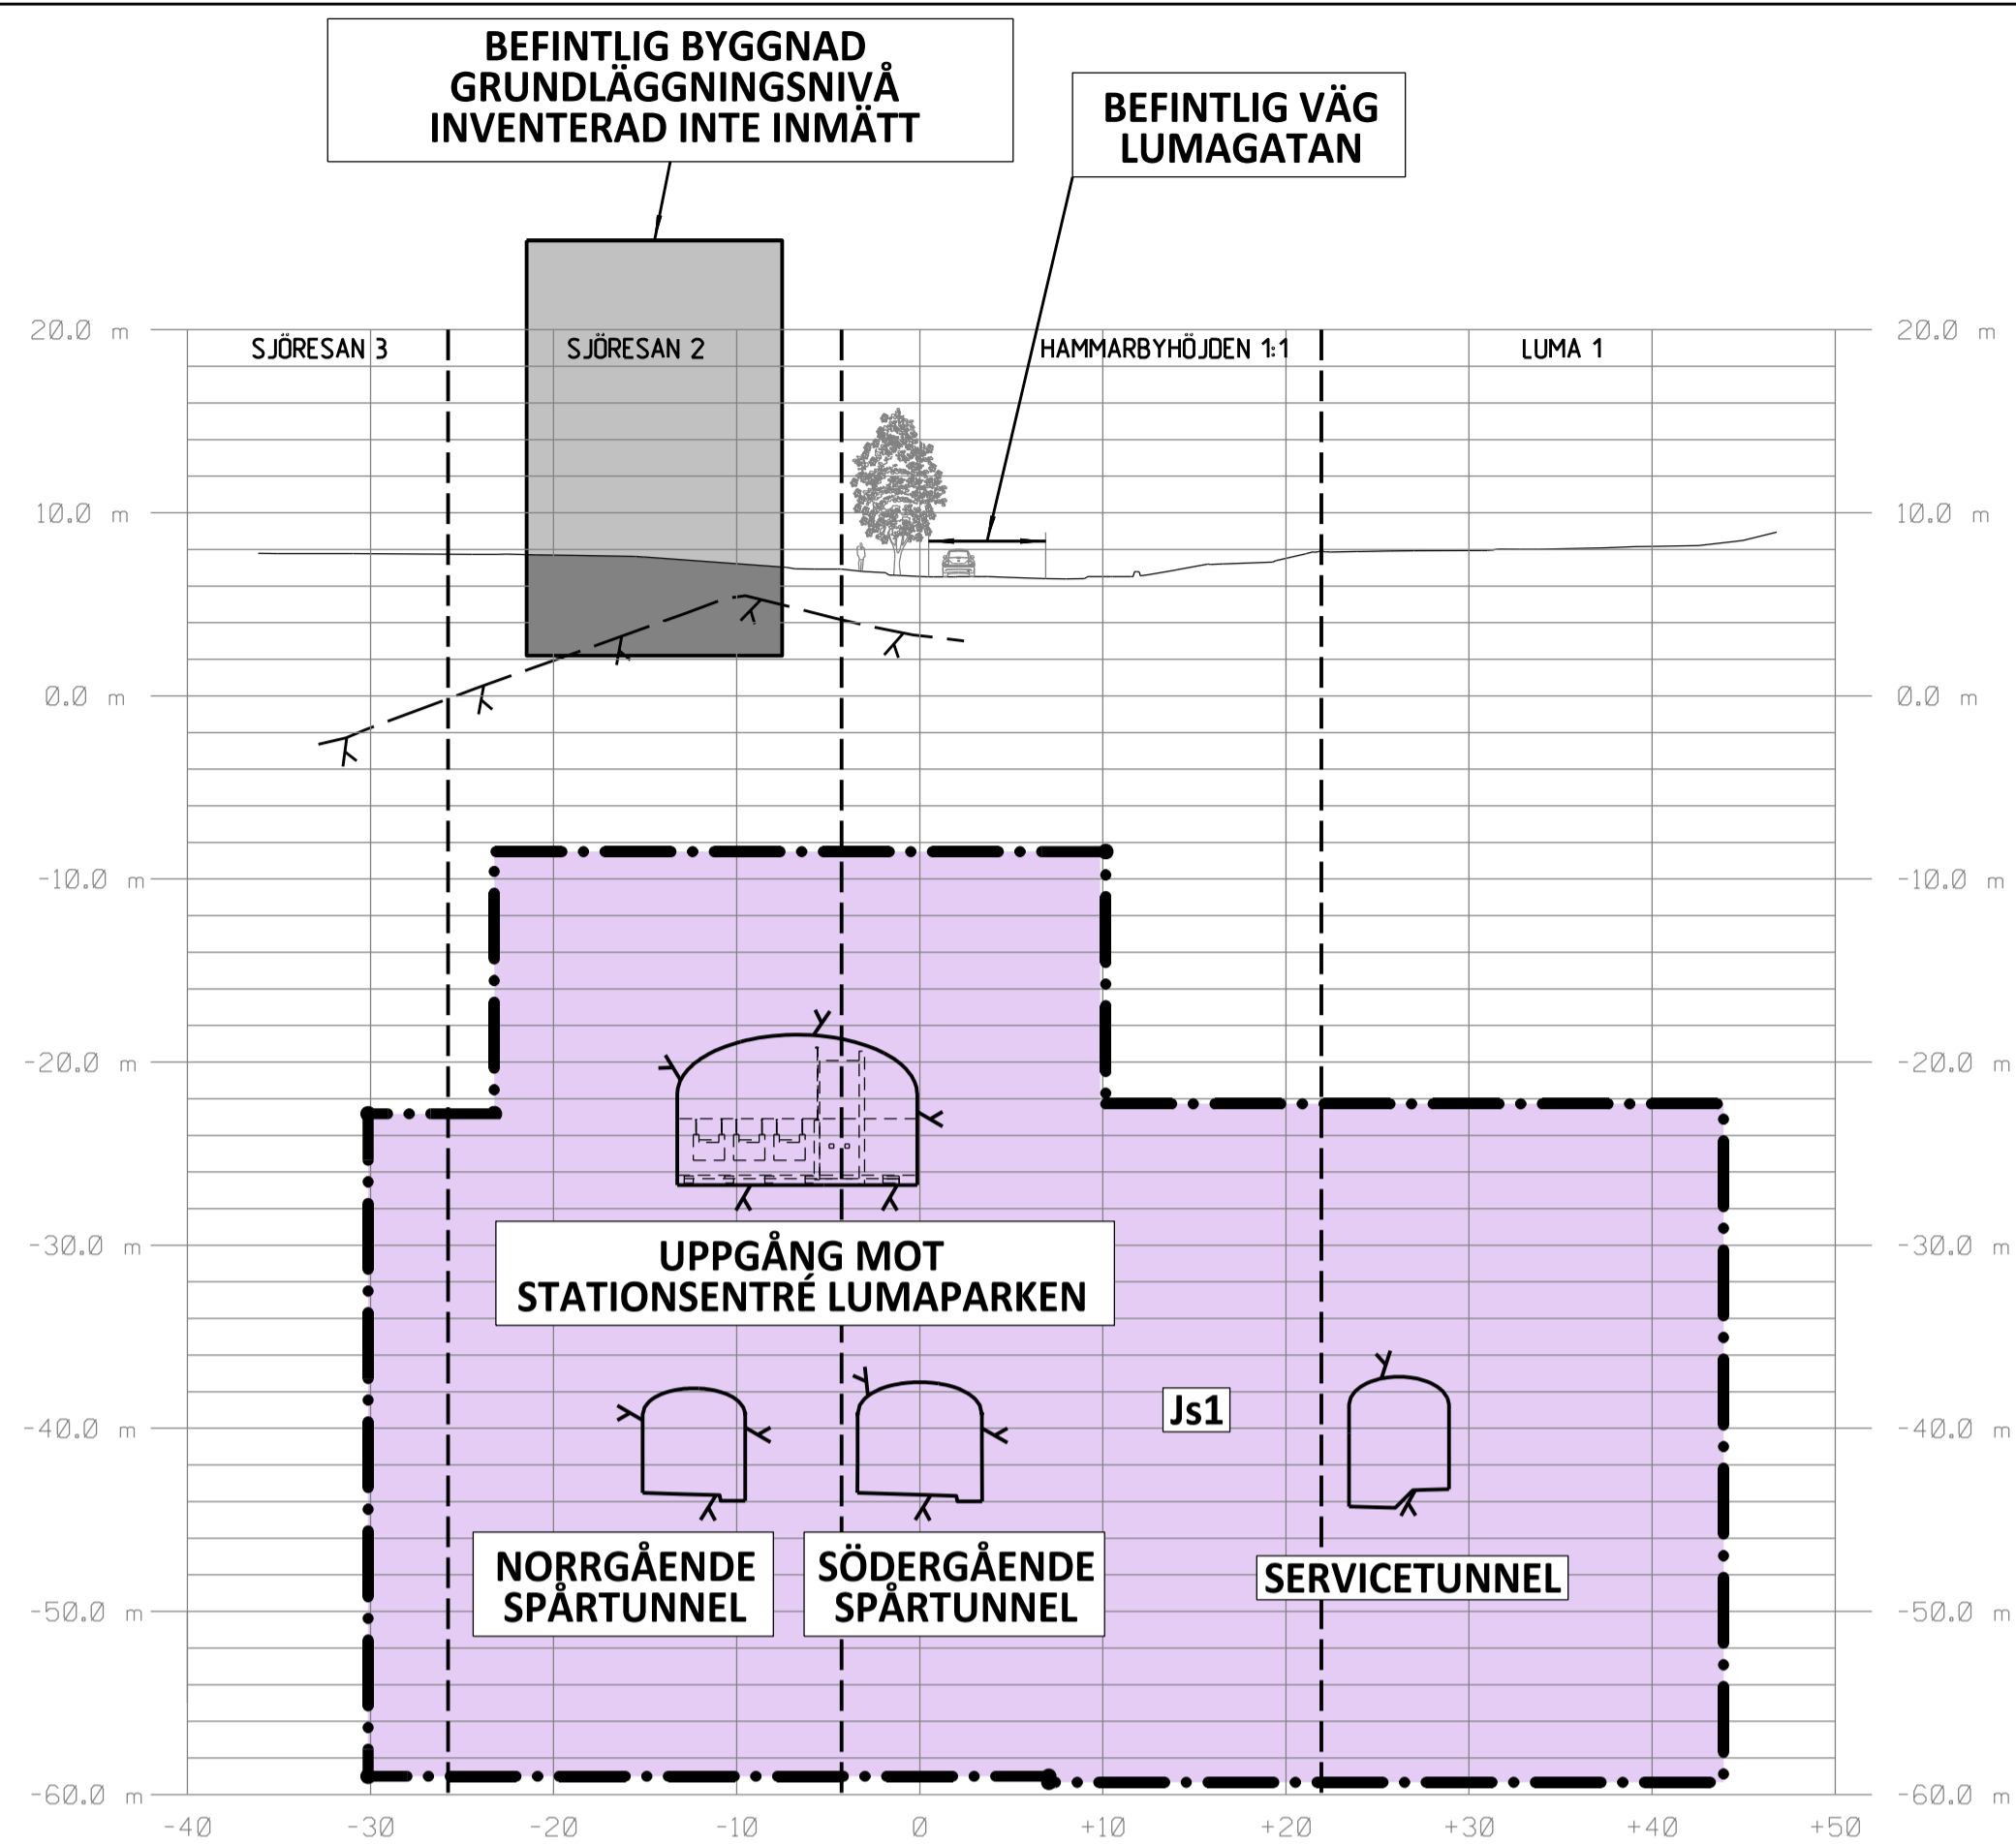 BEFINTLIG BYGGNAD
GRUNDLÄGGNINGSNIVÅ
INVENTERAD INTE INMÄTT
BEFINTLIG VÄG
LUMAGATAN
20.0 m
SJÖRESAN 3
SJÖRESAN 2
HAMMARBYHÖJDEN 1:1
LUMA 1
20.0 m
10.0 m
10.0 m
0.0 m
0.0 m
-10.0 m
-10.0 m
-20.0 m
-20.0 m
-30.0 m
-30.0 m
UPPGÅNG MOT
STATIONSENTRÉ LUMAPARKEN
Js1
-40.0 m
-40.0 m
NORRGÅENDE
SPÅRTUNNEL
SÖDERGÅENDE
SPÅRTUNNEL
SERVICETUNNEL
-50.0 m
-50.0 m
-60.0 m
-60.0 m
-40 -30 -20 -10 0 +10 +20 +30 +40 +50